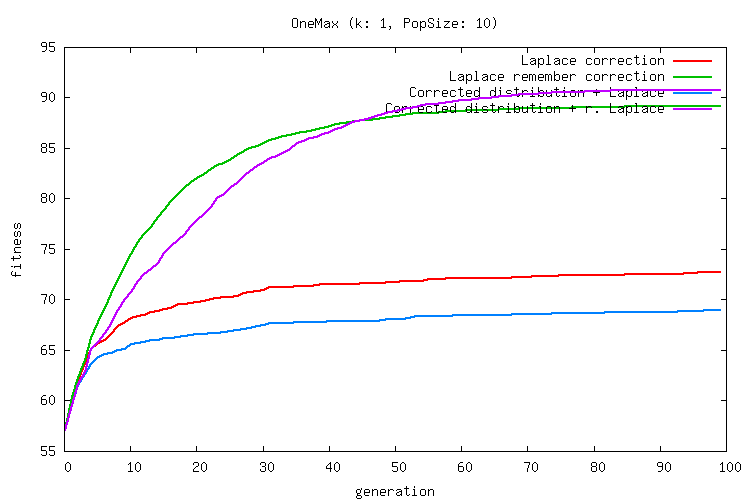 OneMax (k: 1, PopSize: 10)
95
90
85
80
75
70
65
60
55
fitness
Laplace correction
Laplace remember correction
Corrected distribution + Laplace
Corrected distribution + r. Laplace
0 10 20 30 40 50 60 70 80 90 100
generation